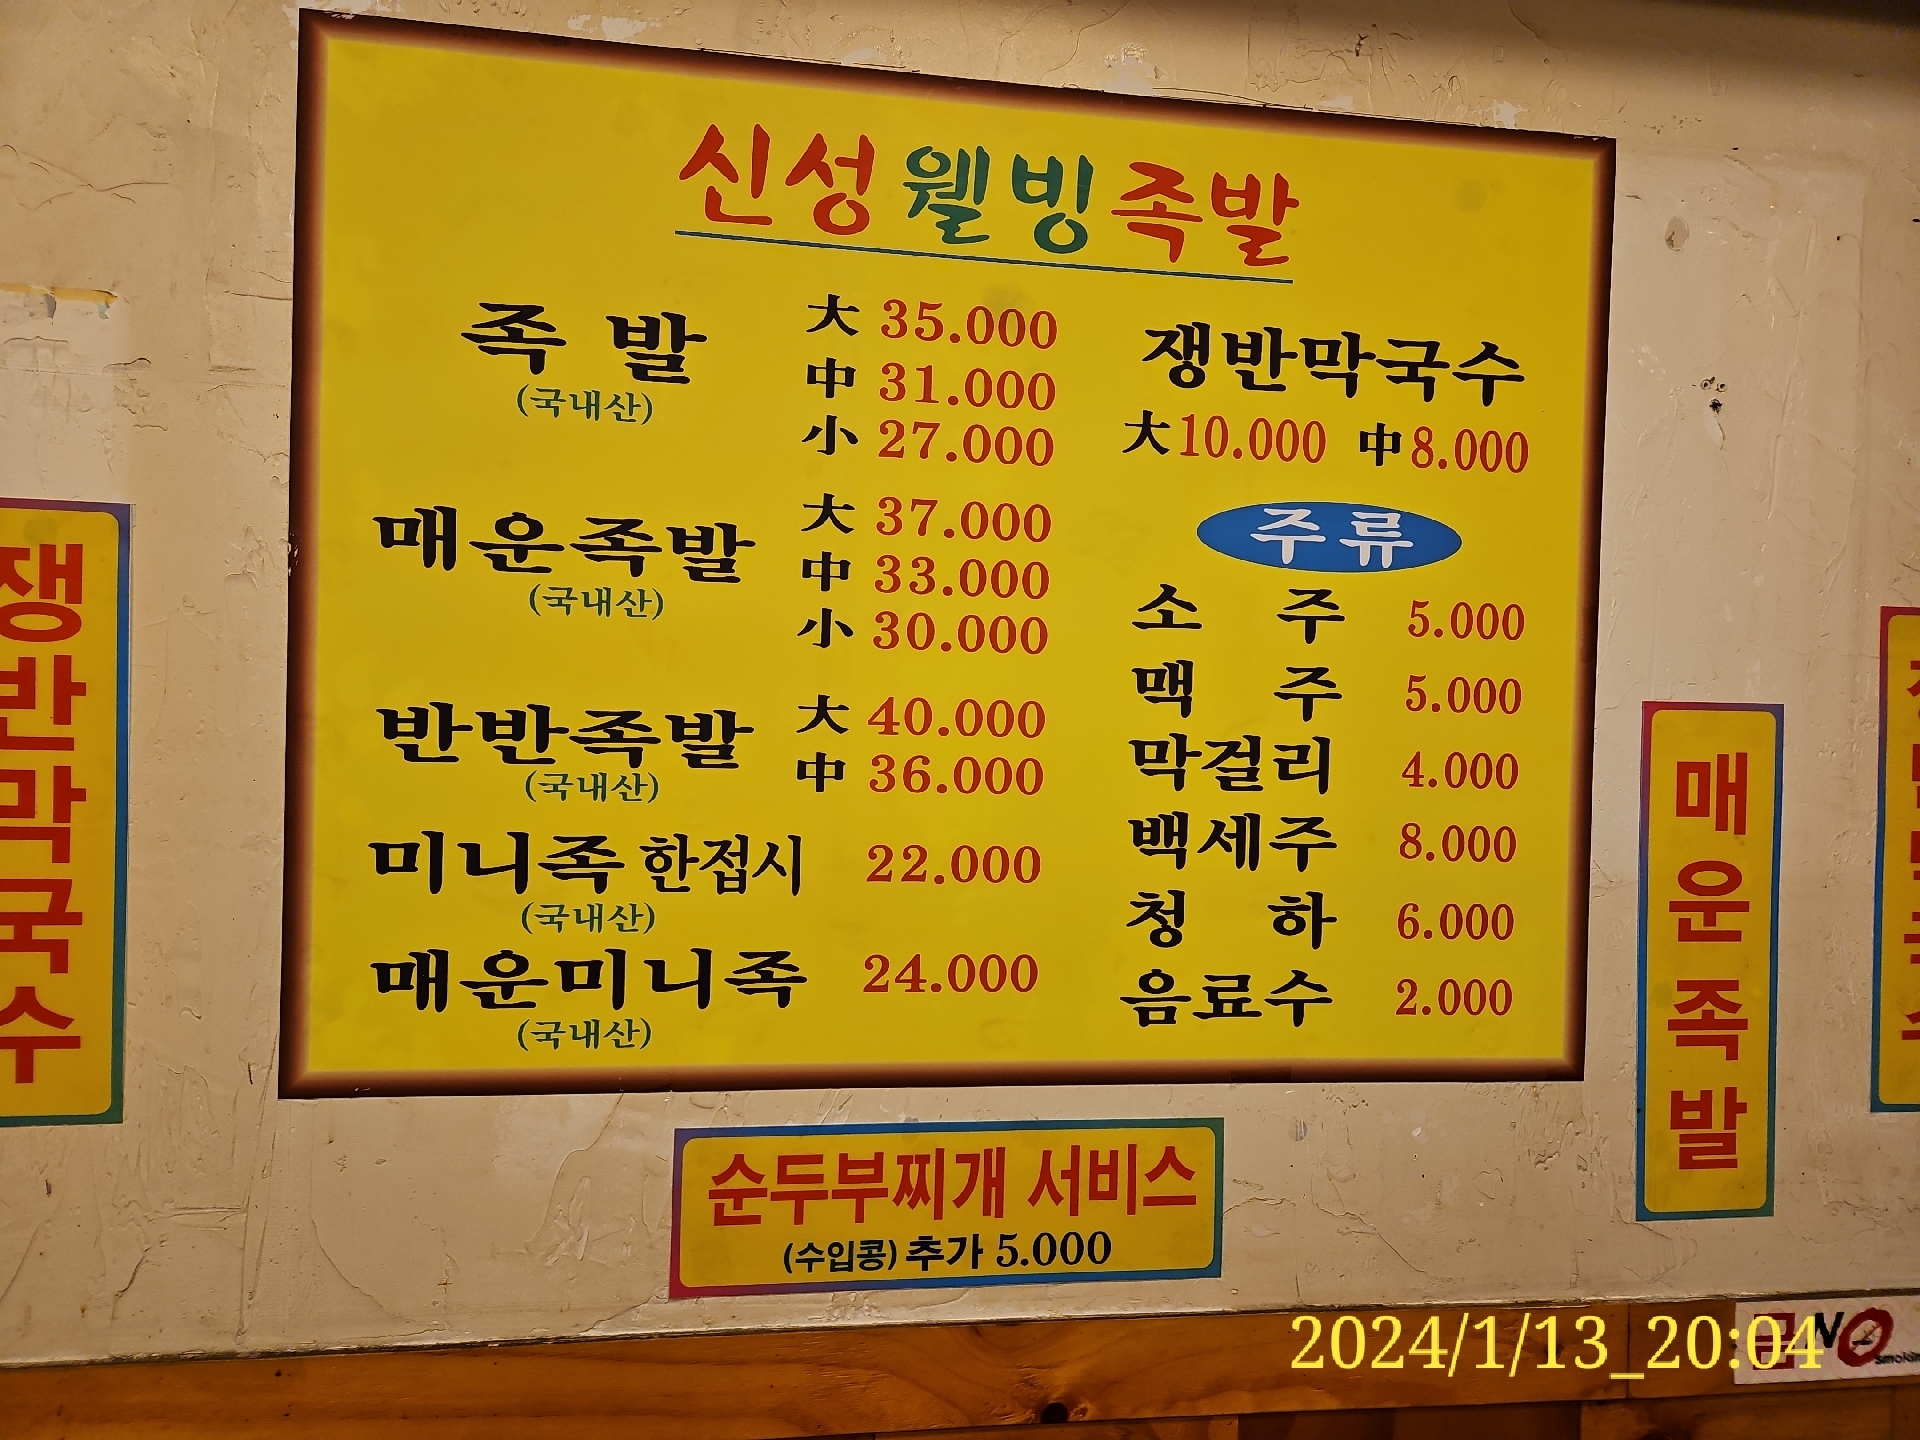 신성웰빙족발
족 발 大 35.000
(국내산) 中 31.000
小 27.000
매운족발 大 37.000
(국내산) 中 33.000
小 30.000
반반족발 大 40.000
(국내산) 中 36.000
미니족 한접시 22.000
(국내산)
매운미니족 24.000
(국내산)
쟁반막국수
大 10.000 中 8.000
주류
소 주 5.000
맥 주 5.000
막걸리 4.000
백세주 8.000
청 하 6.000
음료수 2.000
쟁반막국수
매운족발
순두부찌개 서비스
(수입콩) 추가 5.000
NO
2024/1/13_20:04